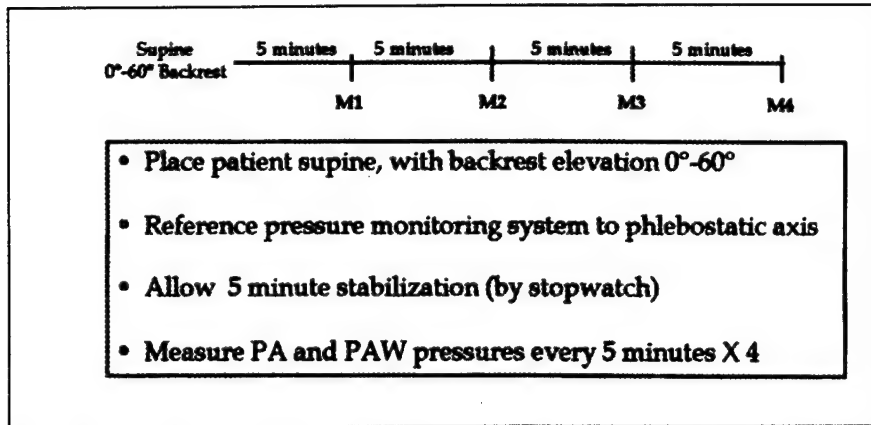 Supine 5 minutes 5 minutes 5 minutes 5 minutes
0°-60° Backrest
M1 M2 M3 M4
• Place patient supine, with backrest elevation 0°-60°
• Reference pressure monitoring system to phlebostatic axis
• Allow 5 minute stabilization (by stopwatch)
• Measure PA and PAW pressures every 5 minutes X 4